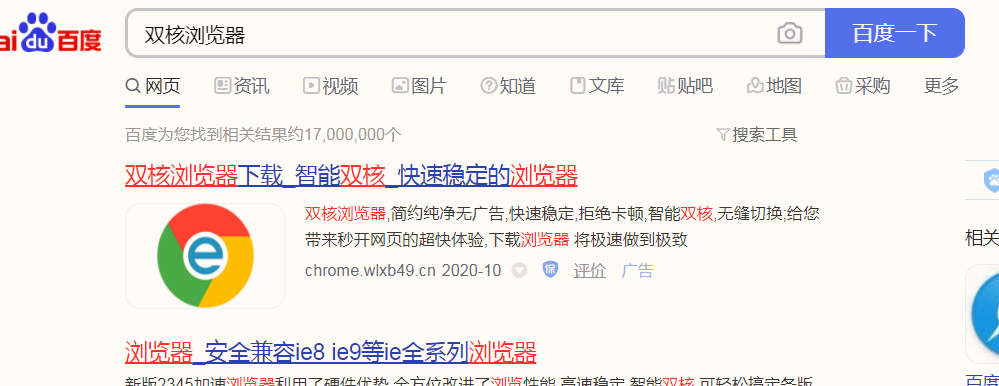 ai du 百度 双核浏览器 百度一下
网页 资讯 视频 图片 知道 文库 贴吧 地图 采购 更多
百度为您找到相关结果约17,000,000个 搜索工具
双核浏览器下载_智能双核_快速稳定的浏览器
双核浏览器,简约纯净无广告,快速稳定,拒绝卡顿,智能双核,无缝切换;给您
带来秒开网页的超快体验,下载浏览器 将极速做到极致
chrome.wlxb49.cn 2020-10 保 评价 广告
相关
浏览器_安全兼容ie8 ie9等ie全系列浏览器
新版2345加速浏览器利用了硬件优势,全方位改进了浏览性能,高速稳定,智能双核,可轻松搞定各版
百度